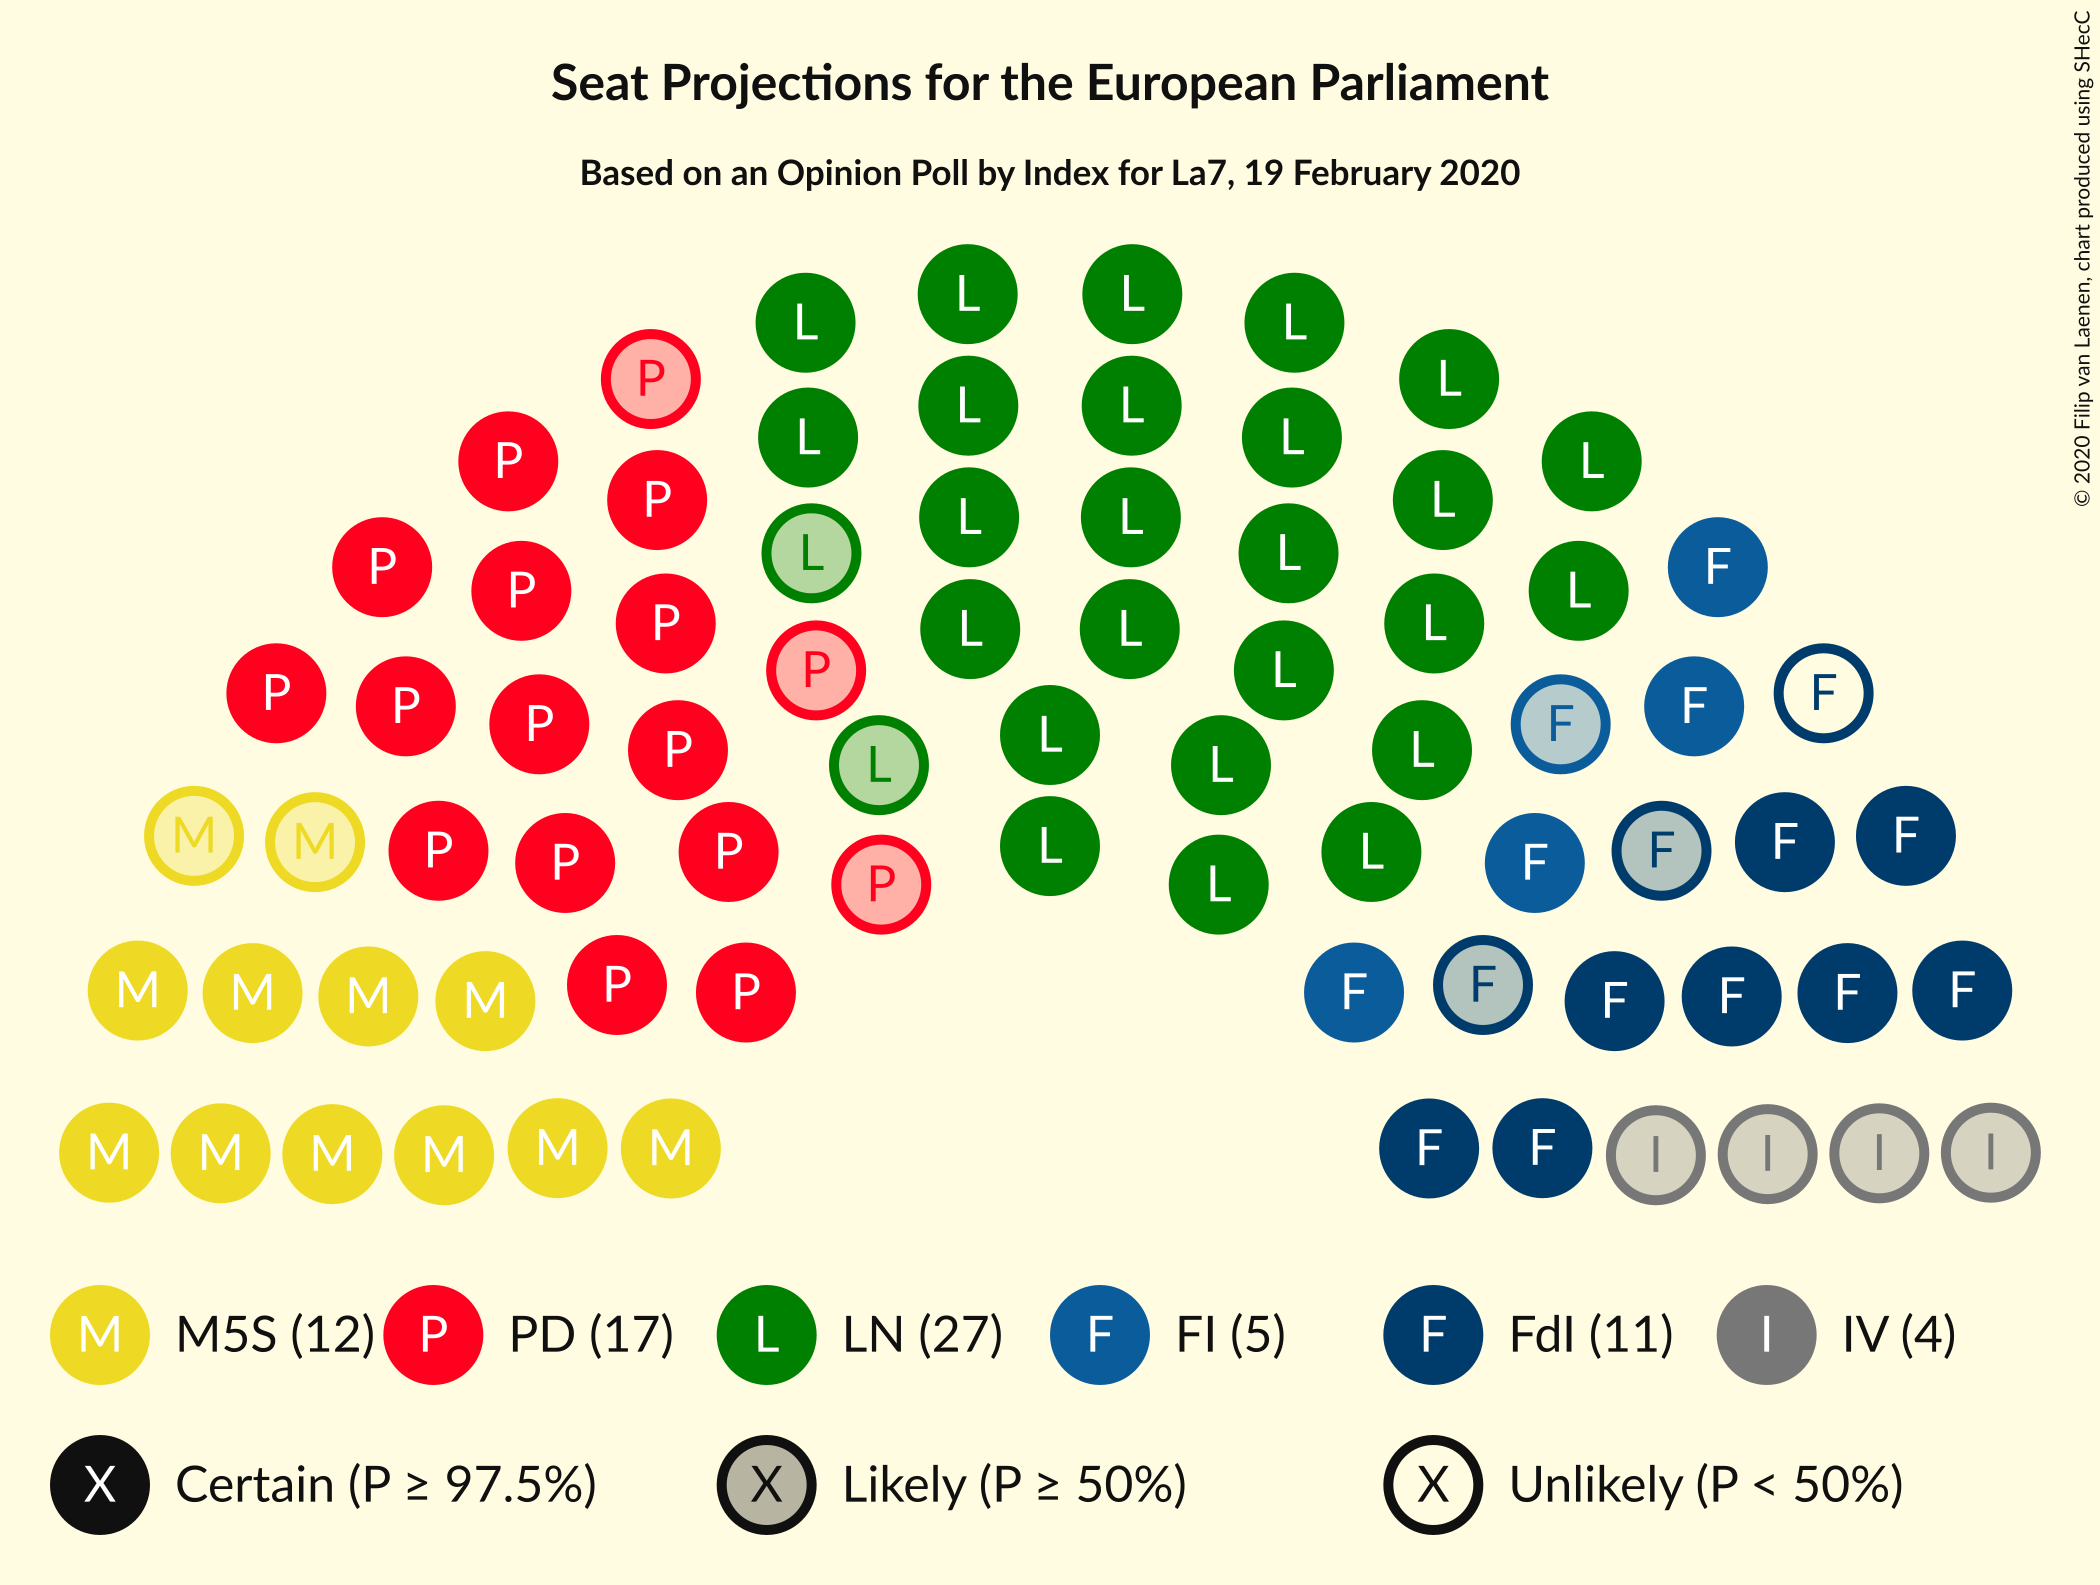 Seat Projections for the European Parliament
Based on an Opinion Poll by Index for La7, 19 February 2020
© 2020 Filip van Laenen, chart produced using SHecC
L L L L
P L
L L L L
P L
P L
L L L L
P P F
P L
P L
L L
P L L P F F
P P F F
P L
L L
M M P P P L L F F F F
P L L
M M M M P P F F F F F F
M M M M M M F F I I I I
M M5S (12) P PD (17) L LN (27) F FI (5) F FdI (11) I IV (4)
X Certain (P ≥ 97.5%) X Likely (P ≥ 50%) X Unlikely (P < 50%)